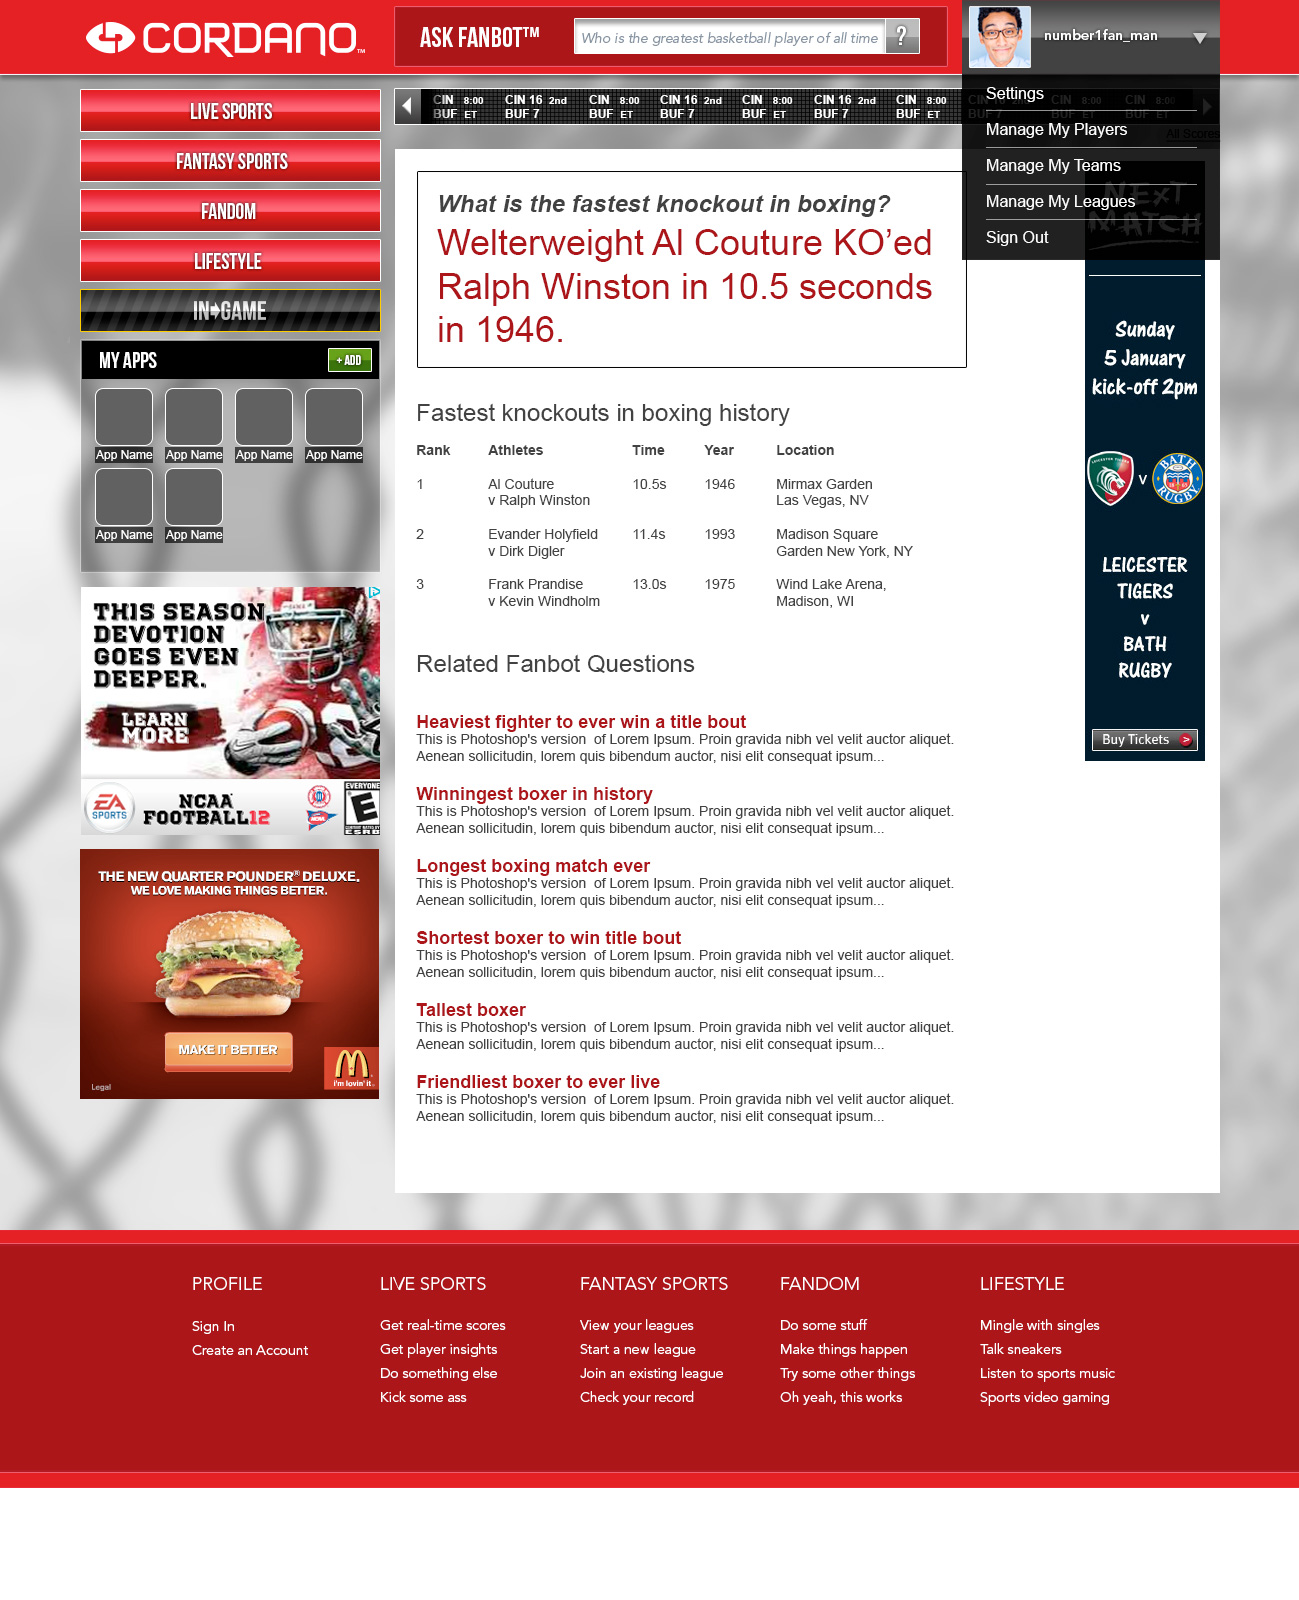 CORDANO™
ASK FANBOT™
Who is the greatest basketball player of all time
?
number1fan_man
Settings
Manage My Players
Manage My Teams
Manage My Leagues
Sign Out
LIVE SPORTS
FANTASY SPORTS
FANDOM
LIFESTYLE
IN GAME
MY APPS
+ ADD
App Name App Name App Name App Name
App Name App Name
CIN 8:00 CIN 16 2nd CIN 8:00 CIN 16 2nd CIN 8:00 CIN 16 2nd CIN 8:00 CIN 16 2nd CIN 8:00 CIN 8:00
BUF ET BUF 7 BUF ET BUF 7 BUF ET BUF 7 BUF ET BUF 7 BUF ET BUF ET
All Scores
What is the fastest knockout in boxing?
Welterweight Al Couture KO’ed
Ralph Winston in 10.5 seconds
in 1946.
Fastest knockouts in boxing history
Rank Athletes Time Year Location
1 Al Couture 10.5s 1946 Mirmax Garden
v Ralph Winston Las Vegas, NV
2 Evander Holyfield 11.4s 1993 Madison Square
v Dirk Digler Garden New York, NY
3 Frank Prandise 13.0s 1975 Wind Lake Arena,
v Kevin Windholm Madison, WI
Related Fanbot Questions
Heaviest fighter to ever win a title bout
This is Photoshop's version of Lorem Ipsum. Proin gravida nibh vel velit auctor aliquet.
Aenean sollicitudin, lorem quis bibendum auctor, nisi elit consequat ipsum...
Winningest boxer in history
This is Photoshop's version of Lorem Ipsum. Proin gravida nibh vel velit auctor aliquet.
Aenean sollicitudin, lorem quis bibendum auctor, nisi elit consequat ipsum...
Longest boxing match ever
This is Photoshop's version of Lorem Ipsum. Proin gravida nibh vel velit auctor aliquet.
Aenean sollicitudin, lorem quis bibendum auctor, nisi elit consequat ipsum...
Shortest boxer to win title bout
This is Photoshop's version of Lorem Ipsum. Proin gravida nibh vel velit auctor aliquet.
Aenean sollicitudin, lorem quis bibendum auctor, nisi elit consequat ipsum...
Tallest boxer
This is Photoshop's version of Lorem Ipsum. Proin gravida nibh vel velit auctor aliquet.
Aenean sollicitudin, lorem quis bibendum auctor, nisi elit consequat ipsum...
Friendliest boxer to ever live
This is Photoshop's version of Lorem Ipsum. Proin gravida nibh vel velit auctor aliquet.
Aenean sollicitudin, lorem quis bibendum auctor, nisi elit consequat ipsum...
NExT
MATCH
Sunday
5 January
kick-off 2pm
BATH
v
RUGBY
LEICESTER
TIGERS
v
BATH
RUGBY
Buy Tickets >
THIS SEASON
DEVOTION
GOES EVEN
DEEPER.
LEARN
MORE
EA
SPORTS
NCAA
FOOTBALL12
EVERYONE
E
ESRB
THE NEW QUARTER POUNDER® DELUXE.
WE LOVE MAKING THINGS BETTER.
MAKE IT BETTER
Legal
i'm lovin' it
PROFILE
Sign In
Create an Account
LIVE SPORTS
Get real-time scores
Get player insights
Do something else
Kick some ass
FANTASY SPORTS
View your leagues
Start a new league
Join an existing league
Check your record
FANDOM
Do some stuff
Make things happen
Try some other things
Oh yeah, this works
LIFESTYLE
Mingle with singles
Talk sneakers
Listen to sports music
Sports video gaming